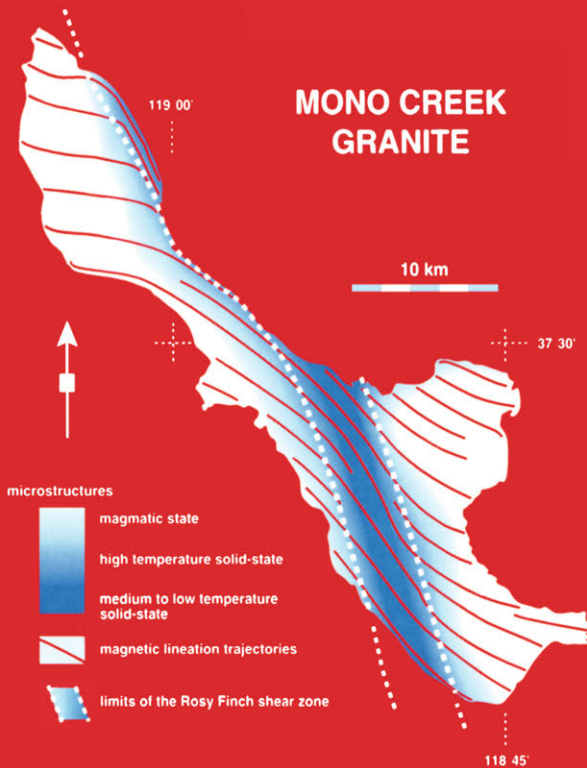 MONO CREEK
GRANITE
119 00'
10 km
37 30'
microstructures
magmatic state
high temperature solid-state
medium to low temperature
solid-state
magnetic lineation trajectories
limits of the Rosy Finch shear zone
118 45'